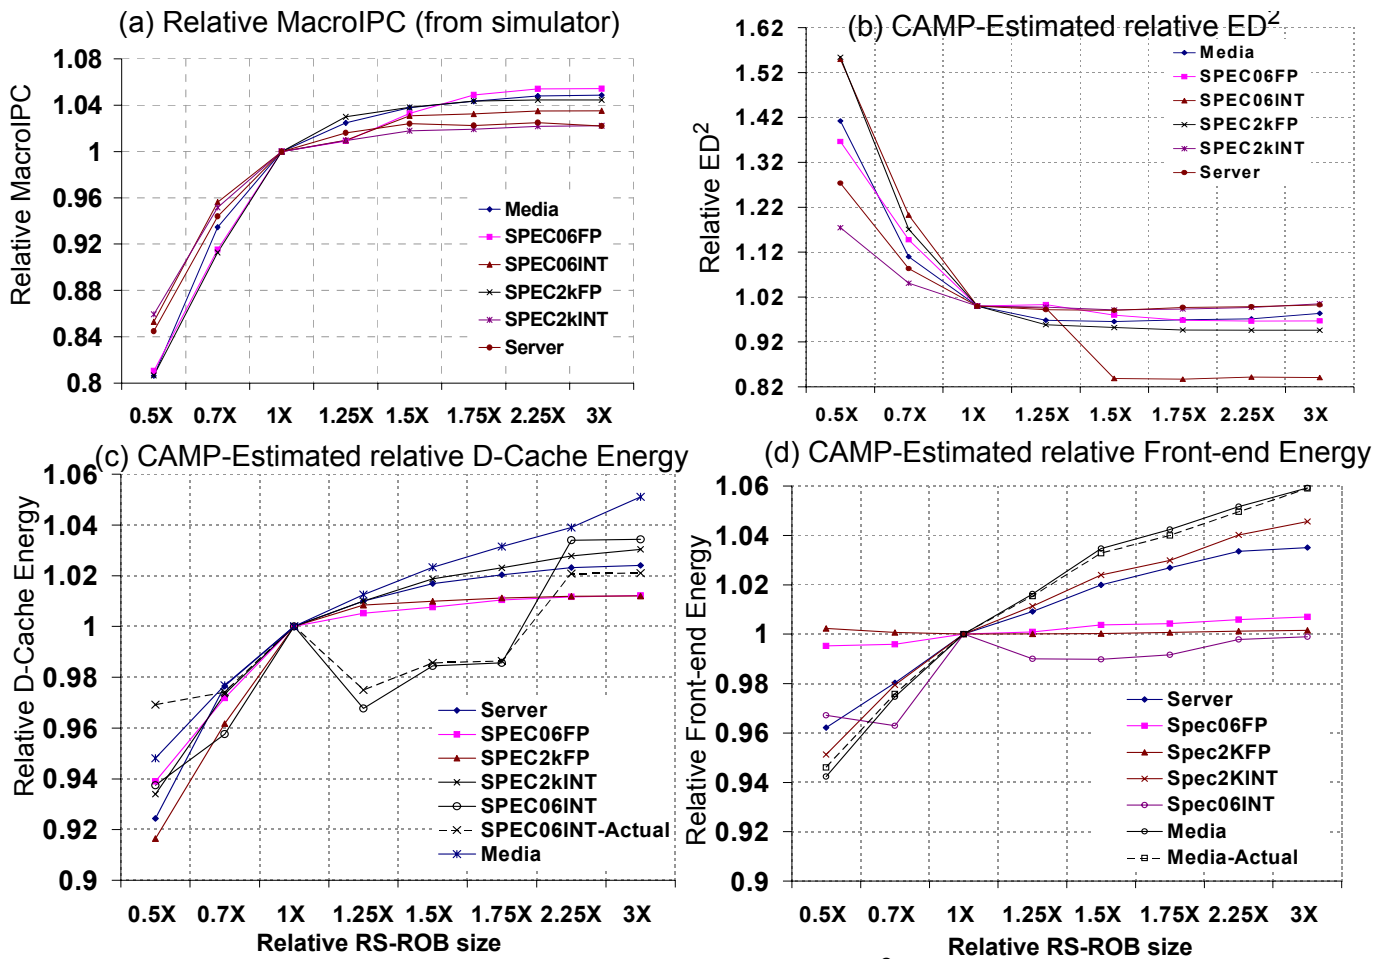 (a) Relative MacroIPC (from simulator)
Relative MacroIPC
1.08
1.04
1
0.96
0.92
0.88
0.84
0.8
Media
SPEC06FP
SPEC06INT
SPEC2kFP
SPEC2kINT
Server
0.5X 0.7X 1X 1.25X 1.5X 1.75X 2.25X 3X
(b) CAMP-Estimated relative ED²
Relative ED²
1.62
1.52
1.42
1.32
1.22
1.12
1.02
0.92
0.82
Media
SPEC06FP
SPEC06INT
SPEC2kFP
SPEC2kINT
Server
0.5X 0.7X 1X 1.25X 1.5X 1.75X 2.25X 3X
(c) CAMP-Estimated relative D-Cache Energy
Relative D-Cache Energy
1.06
1.04
1.02
1
0.98
0.96
0.94
0.92
0.9
Server
SPEC06FP
SPEC2kFP
SPEC2kINT
SPEC06INT
SPEC06INT-Actual
Media
0.5X 0.7X 1X 1.25X 1.5X 1.75X 2.25X 3X
Relative RS-ROB size
(d) CAMP-Estimated relative Front-end Energy
Relative Front-end Energy
1.06
1.04
1.02
1
0.98
0.96
0.94
0.92
0.9
Server
Spec06FP
Spec2KFP
Spec2KINT
Spec06INT
Media
Media-Actual
0.5X 0.7X 1X 1.25X 1.5X 1.75X 2.25X 3X
Relative RS-ROB size